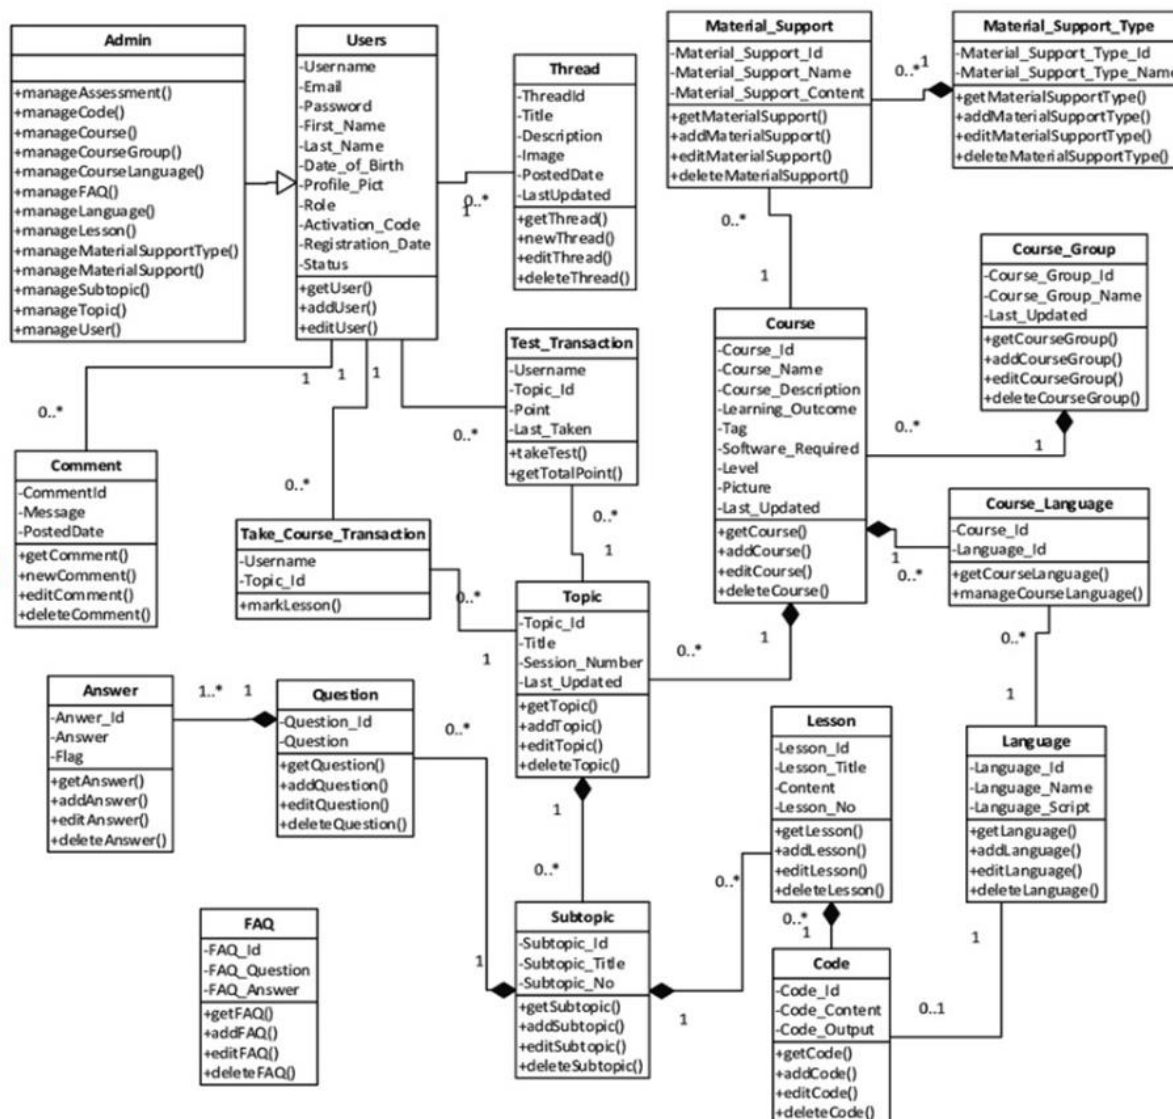 Admin
+manageAssessment()
+manageCode()
+manageCourse()
+manageCourseGroup()
+manageCourseLanguage()
+manageFAQ()
+manageLanguage()
+manageLesson()
+manageMaterialSupportType()
+manageMaterialSupport()
+manageSubtopic()
+manageTopic()
+manageUser()
Users
-Username
-Email
-Password
-First_Name
-Last_Name
-Date_of_Birth
-Profile_Pict
-Role
-Activation_Code
-Registration_Date
-Status
+getUser()
+addUser()
+editUser()
1
0..*
Thread
-ThreadId
-Title
-Description
-Image
-PostedDate
-LastUpdated
+getThread()
+newThread()
+editThread()
+deleteThread()
Material_Support
-Material_Support_Id
-Material_Support_Name
-Material_Support_Content
+getMaterialSupport()
+addMaterialSupport()
+editMaterialSupport()
+deleteMaterialSupport()
0..*
1
Material_Support_Type
-Material_Support_Type_Id
-Material_Support_Type_Name
+getMaterialSupportType()
+addMaterialSupportType()
+editMaterialSupportType()
+deleteMaterialSupportType()
0..*
1
Course_Group
-Course_Group_Id
-Course_Group_Name
-Last_Updated
+getCourseGroup()
+addCourseGroup()
+editCourseGroup()
+deleteCourseGroup()
Course
-Course_Id
-Course_Name
-Course_Description
-Learning_Outcome
-Tag
-Software_Required
-Level
-Picture
-Last_Updated
+getCourse()
+addCourse()
+editCourse()
+deleteCourse()
0..*
1
1
0..*
Course_Language
-Course_Id
-Language_Id
+getCourseLanguage()
+manageCourseLanguage()
1
1
1
0..*
0..*
0..*
Test_Transaction
-Username
-Topic_Id
-Point
-Last_Taken
+takeTest()
+getTotalPoint()
0..*
1
Comment
-CommentId
-Message
-PostedDate
+getComment()
+newComment()
+editComment()
+deleteComment()
Take_Course_Transaction
-Username
-Topic_Id
+markLesson()
0..*
1
Topic
-Topic_Id
-Title
-Session_Number
-Last_Updated
+getTopic()
+addTopic()
+editTopic()
+deleteTopic()
0..*
1
0..*
1
Answer
-Anwer_Id
-Answer
-Flag
+getAnswer()
+addAnswer()
+editAnswer()
+deleteAnswer()
1..*
1
Question
-Question_Id
-Question
+getQuestion()
+addQuestion()
+editQuestion()
+deleteQuestion()
0..*
1
1
0..*
Lesson
-Lesson_Id
-Lesson_Title
-Content
-Lesson_No
+getLesson()
+addLesson()
+editLesson()
+deleteLesson()
Language
-Language_Id
-Language_Name
-Language_Script
+getLanguage()
+addLanguage()
+editLanguage()
+deleteLanguage()
FAQ
-FAQ_Id
-FAQ_Question
-FAQ_Answer
+getFAQ()
+addFAQ()
+editFAQ()
+deleteFAQ()
Subtopic
-Subtopic_Id
-Subtopic_Title
-Subtopic_No
+getSubtopic()
+addSubtopic()
+editSubtopic()
+deleteSubtopic()
0..*
1
0..*
1
Code
-Code_Id
-Code_Content
-Code_Output
+getCode()
+addCode()
+editCode()
+deleteCode()
0..1
1